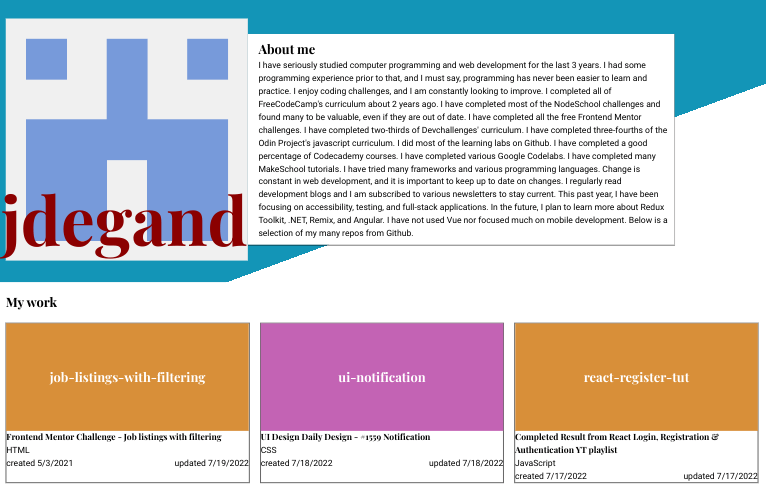 jdegand
About me
I have seriously studied computer programming and web development for the last 3 years. I had some
programming experience prior to that, and I must say, programming has never been easier to learn and
practice. I enjoy coding challenges, and I am constantly looking to improve. I completed all of
FreeCodeCamp's curriculum about 2 years ago. I have completed most of the NodeSchool challenges and
found many to be valuable, even if they are out of date. I have completed all the free Frontend Mentor
challenges. I have completed two-thirds of Devchallenges' curriculum. I have completed three-fourths of the
Odin Project's javascript curriculum. I did most of the learning labs on Github. I have completed a good
percentage of Codecademy courses. I have completed various Google Codelabs. I have completed many
MakeSchool tutorials. I have tried many frameworks and various programming languages. Change is
constant in web development, and it is important to keep up to date on changes. I regularly read
development blogs and I am subscribed to various newsletters to stay current. This past year, I have been
focusing on accessibility, testing, and full-stack applications. In the future, I plan to learn more about Redux
Toolkit, .NET, Remix, and Angular. I have not used Vue nor focused much on mobile development. Below is a
selection of my many repos from Github.
My work
job-listings-with-filtering
Frontend Mentor Challenge - Job listings with filtering
HTML
created 5/3/2021 updated 7/19/2022
ui-notification
UI Design Daily Design - #1559 Notification
CSS
created 7/18/2022 updated 7/18/2022
react-register-tut
Completed Result from React Login, Registration &
Authentication YT playlist
JavaScript
created 7/17/2022 updated 7/17/2022